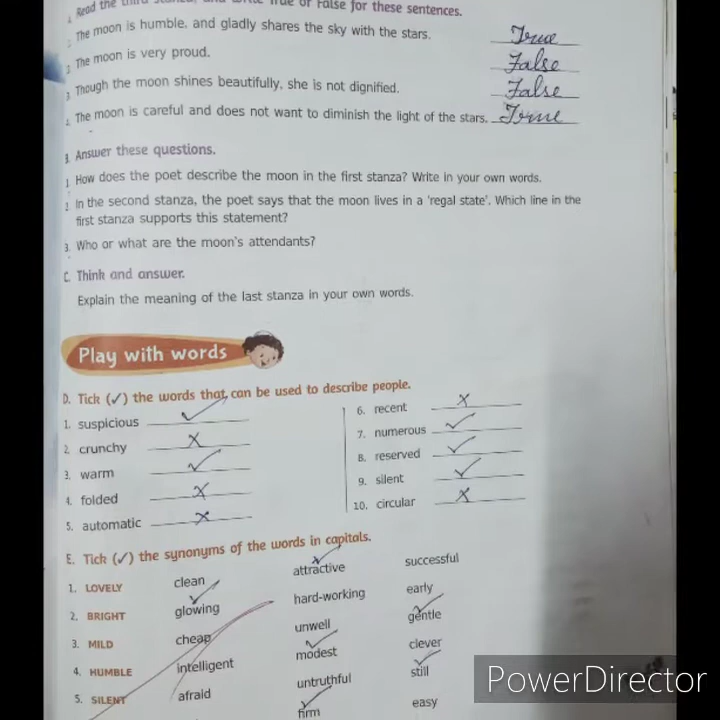 A. Read the third stanza, and write True or False for these sentences.
The moon is humble, and gladly shares the sky with the stars. True
2. The moon is very proud. False
3. Though the moon shines beautifully, she is not dignified. False
4. The moon is careful and does not want to diminish the light of the stars. True
B. Answer these questions.
1. How does the poet describe the moon in the first stanza? Write in your own words.
2. In the second stanza, the poet says that the moon lives in a 'regal state'. Which line in the
first stanza supports this statement?
3. Who or what are the moon's attendants?
C. Think and answer.
Explain the meaning of the last stanza in your own words.
Play with words
D. Tick (✓) the words that can be used to describe people.
1. suspicious ✓
2. crunchy x
3. warm ✓
4. folded x
5. automatic x
6. recent x
7. numerous ✓
8. reserved ✓
9. silent ✓
10. circular x
E. Tick (✓) the synonyms of the words in capitals.
1. LOVELY clean attractive successful
2. BRIGHT glowing hard-working early
3. MILD cheap unwell gentle
4. HUMBLE intelligent modest clever
5. SILENT afraid untruthful still
firm easy
PowerDirector